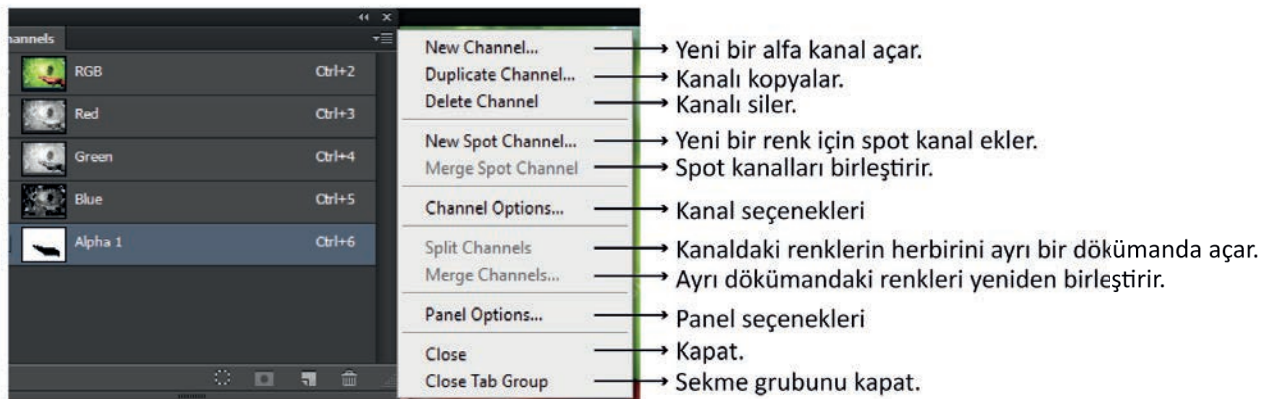 hannels
RGB Ctrl+2
Red Ctrl+3
Green Ctrl+4
Blue Ctrl+5
Alpha 1 Ctrl+6
New Channel... Yeni bir alfa kanal açar.
Duplicate Channel... Kanalı kopyalar.
Delete Channel Kanalı siler.
New Spot Channel... Yeni bir renk için spot kanal ekler.
Merge Spot Channel Spot kanalları birleştirir.
Channel Options... Kanal seçenekleri
Split Channels Kanaldaki renklerin herbirini ayrı bir dökümanda açar.
Merge Channels... Ayrı dökümandaki renkleri yeniden birleştirir.
Panel Options... Panel seçenekleri
Close Kapat.
Close Tab Group Sekme grubunu kapat.